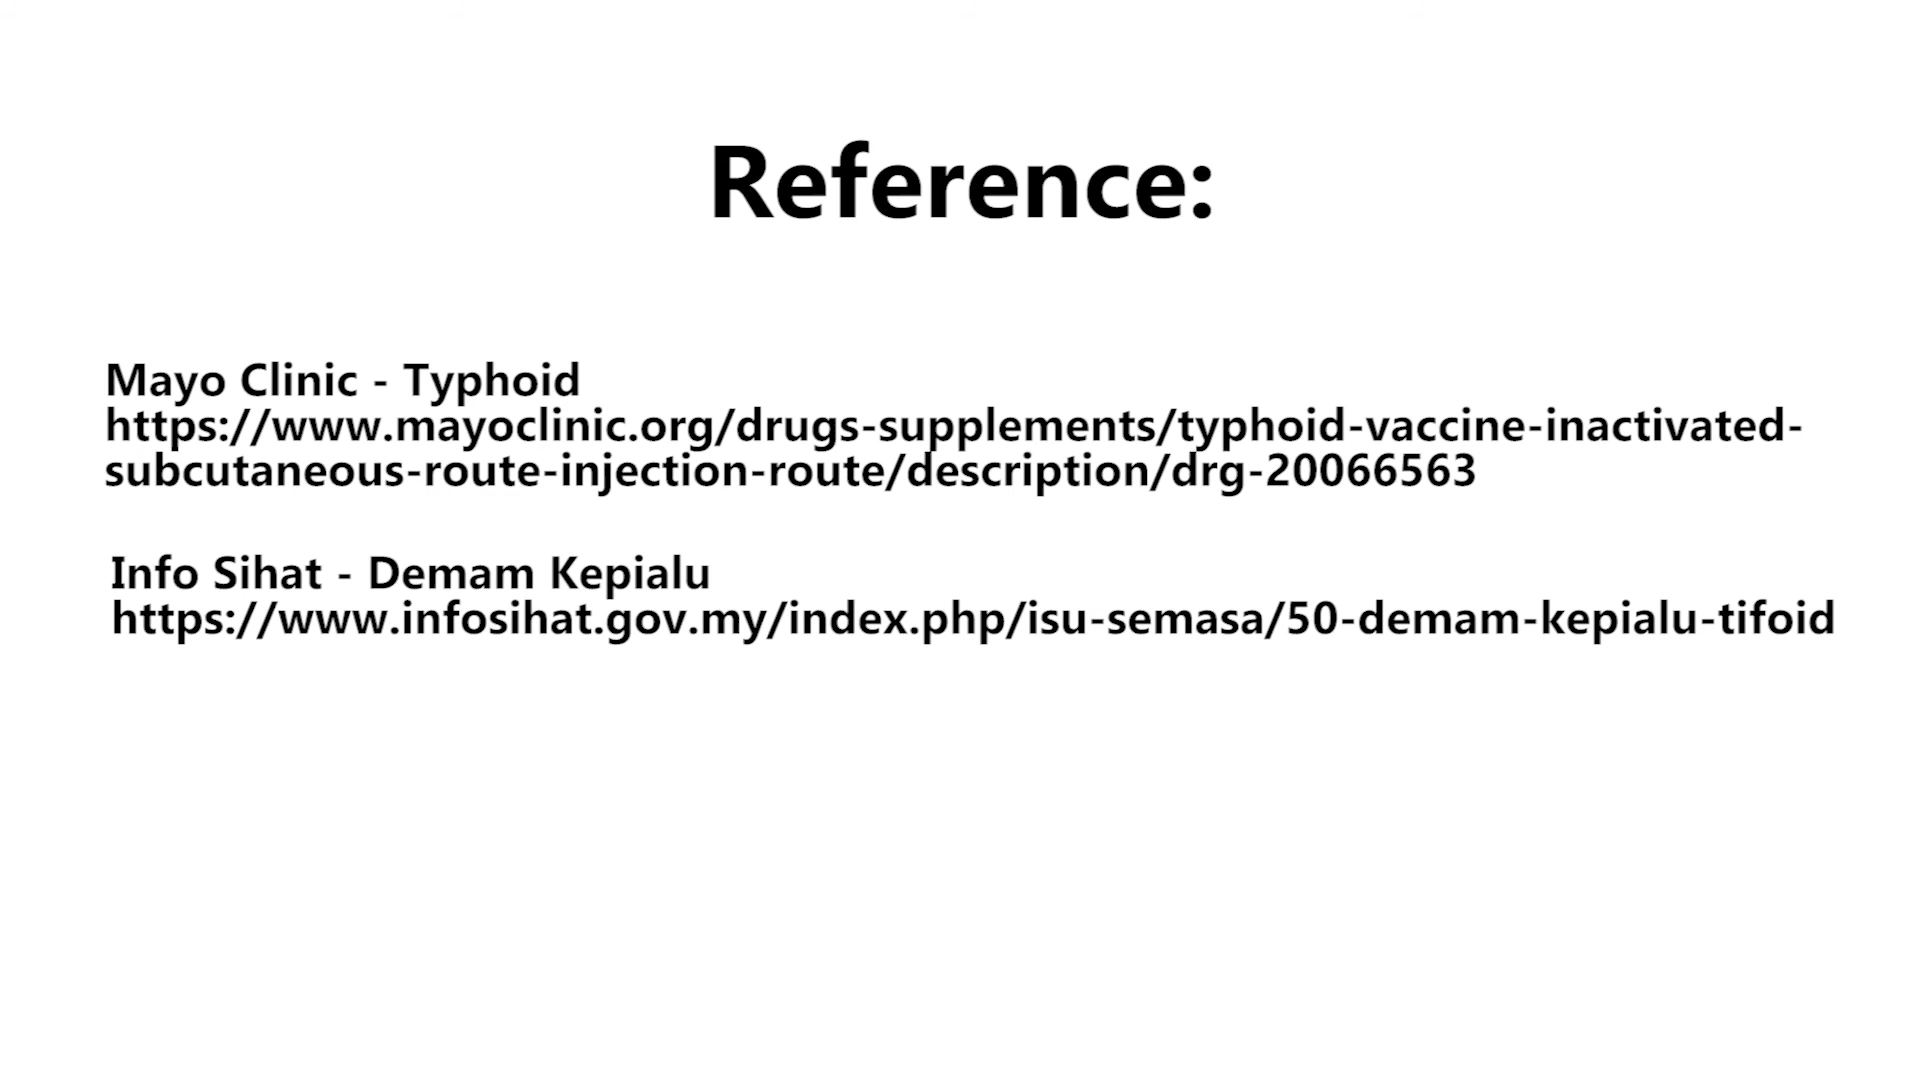 Reference:
Mayo Clinic - Typhoid
https://www.mayoclinic.org/drugs-supplements/typhoid-vaccine-inactivated-
subcutaneous-route-injection-route/description/drg-20066563
Info Sihat - Demam Kepialu
https://www.infosihat.gov.my/index.php/isu-semasa/50-demam-kepialu-tifoid